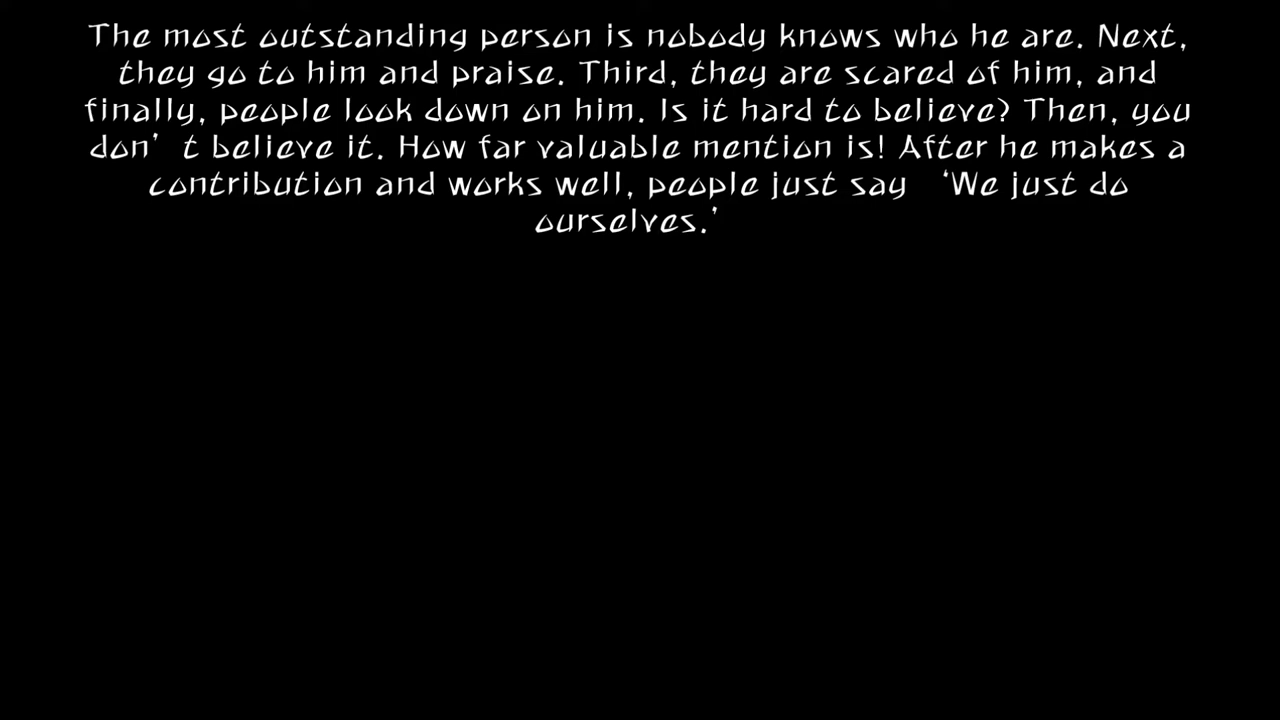 The most outstanding person is nobody knows who he are. Next,
they go to him and praise. Third, they are scared of him, and
finally, people look down on him. Is it hard to believe? Then, you
don't believe it. How far valuable mention is! After he makes a
contribution and works well, people just say 'We just do
ourselves.'